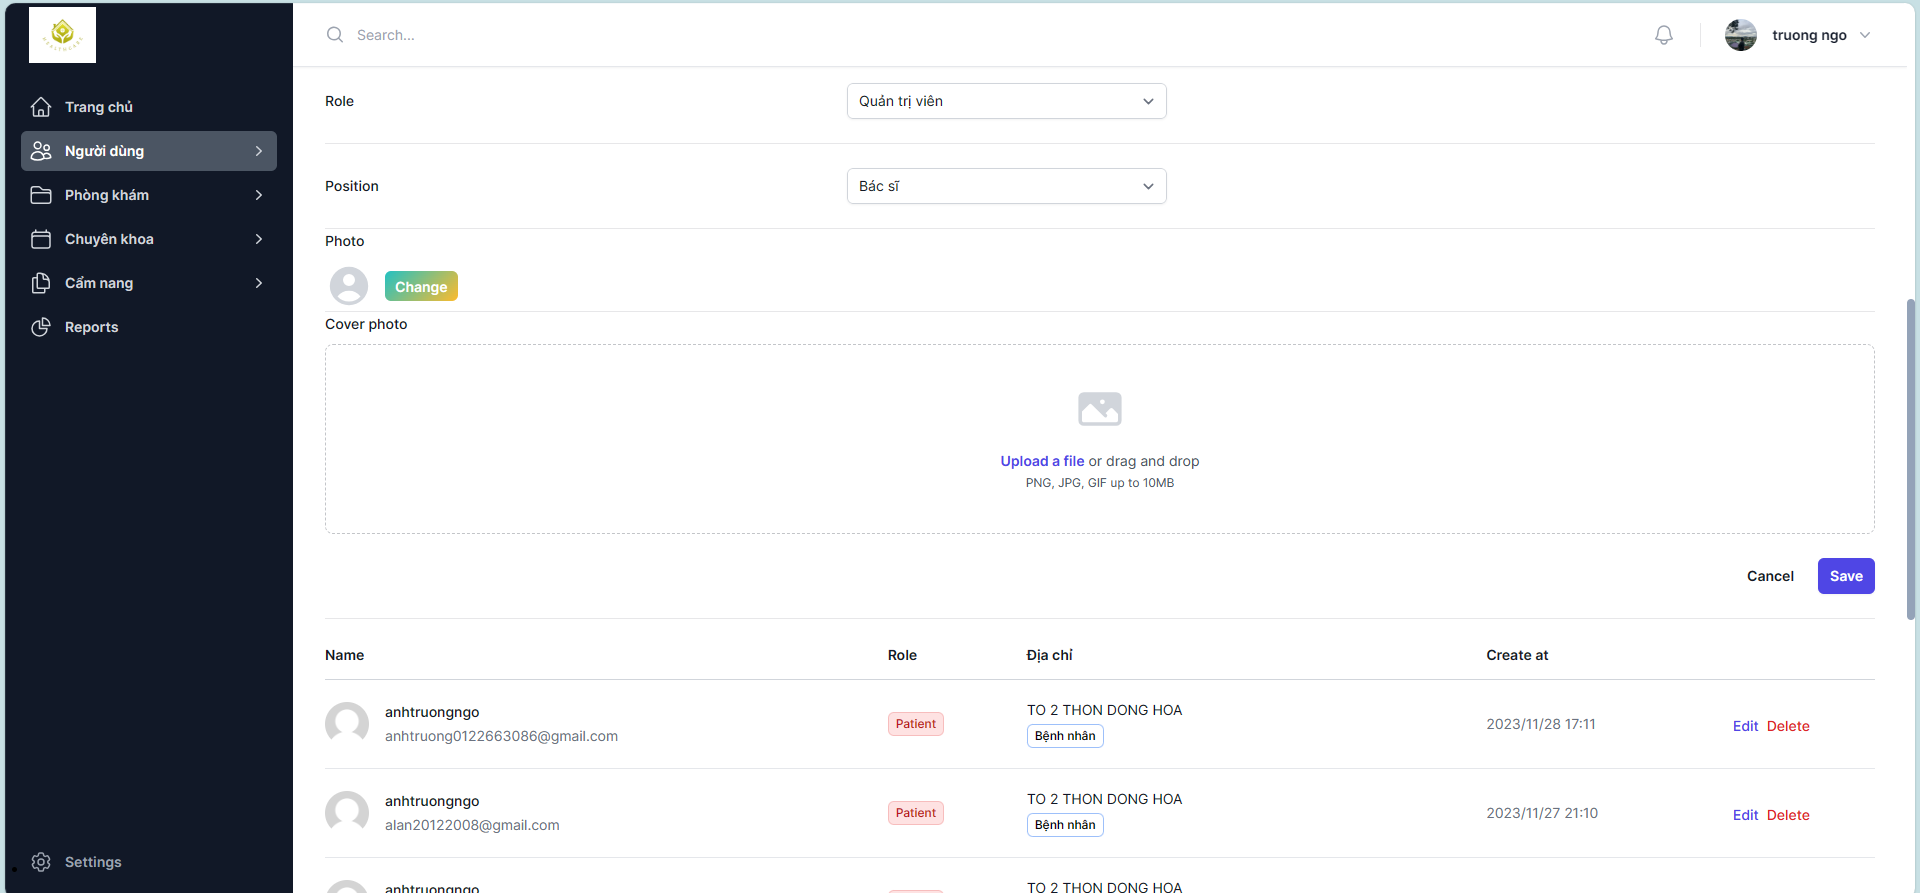 Search...
truong ngo
Trang chủ
Người dùng
Phòng khám
Chuyên khoa
Cẩm nang
Reports
Settings
Role
Quản trị viên
Position
Bác sĩ
Photo
Change
Cover photo
Upload a file or drag and drop
PNG, JPG, GIF up to 10MB
Cancel
Save
Name
Role
Địa chỉ
Create at
anhtruongngo
anhtruong0122663086@gmail.com
Patient
TO 2 THON DONG HOA
Bệnh nhân
2023/11/28 17:11
Edit
Delete
anhtruongngo
alan20122008@gmail.com
Patient
TO 2 THON DONG HOA
Bệnh nhân
2023/11/27 21:10
Edit
Delete
anhtruongngo
TO 2 THON DONG HOA